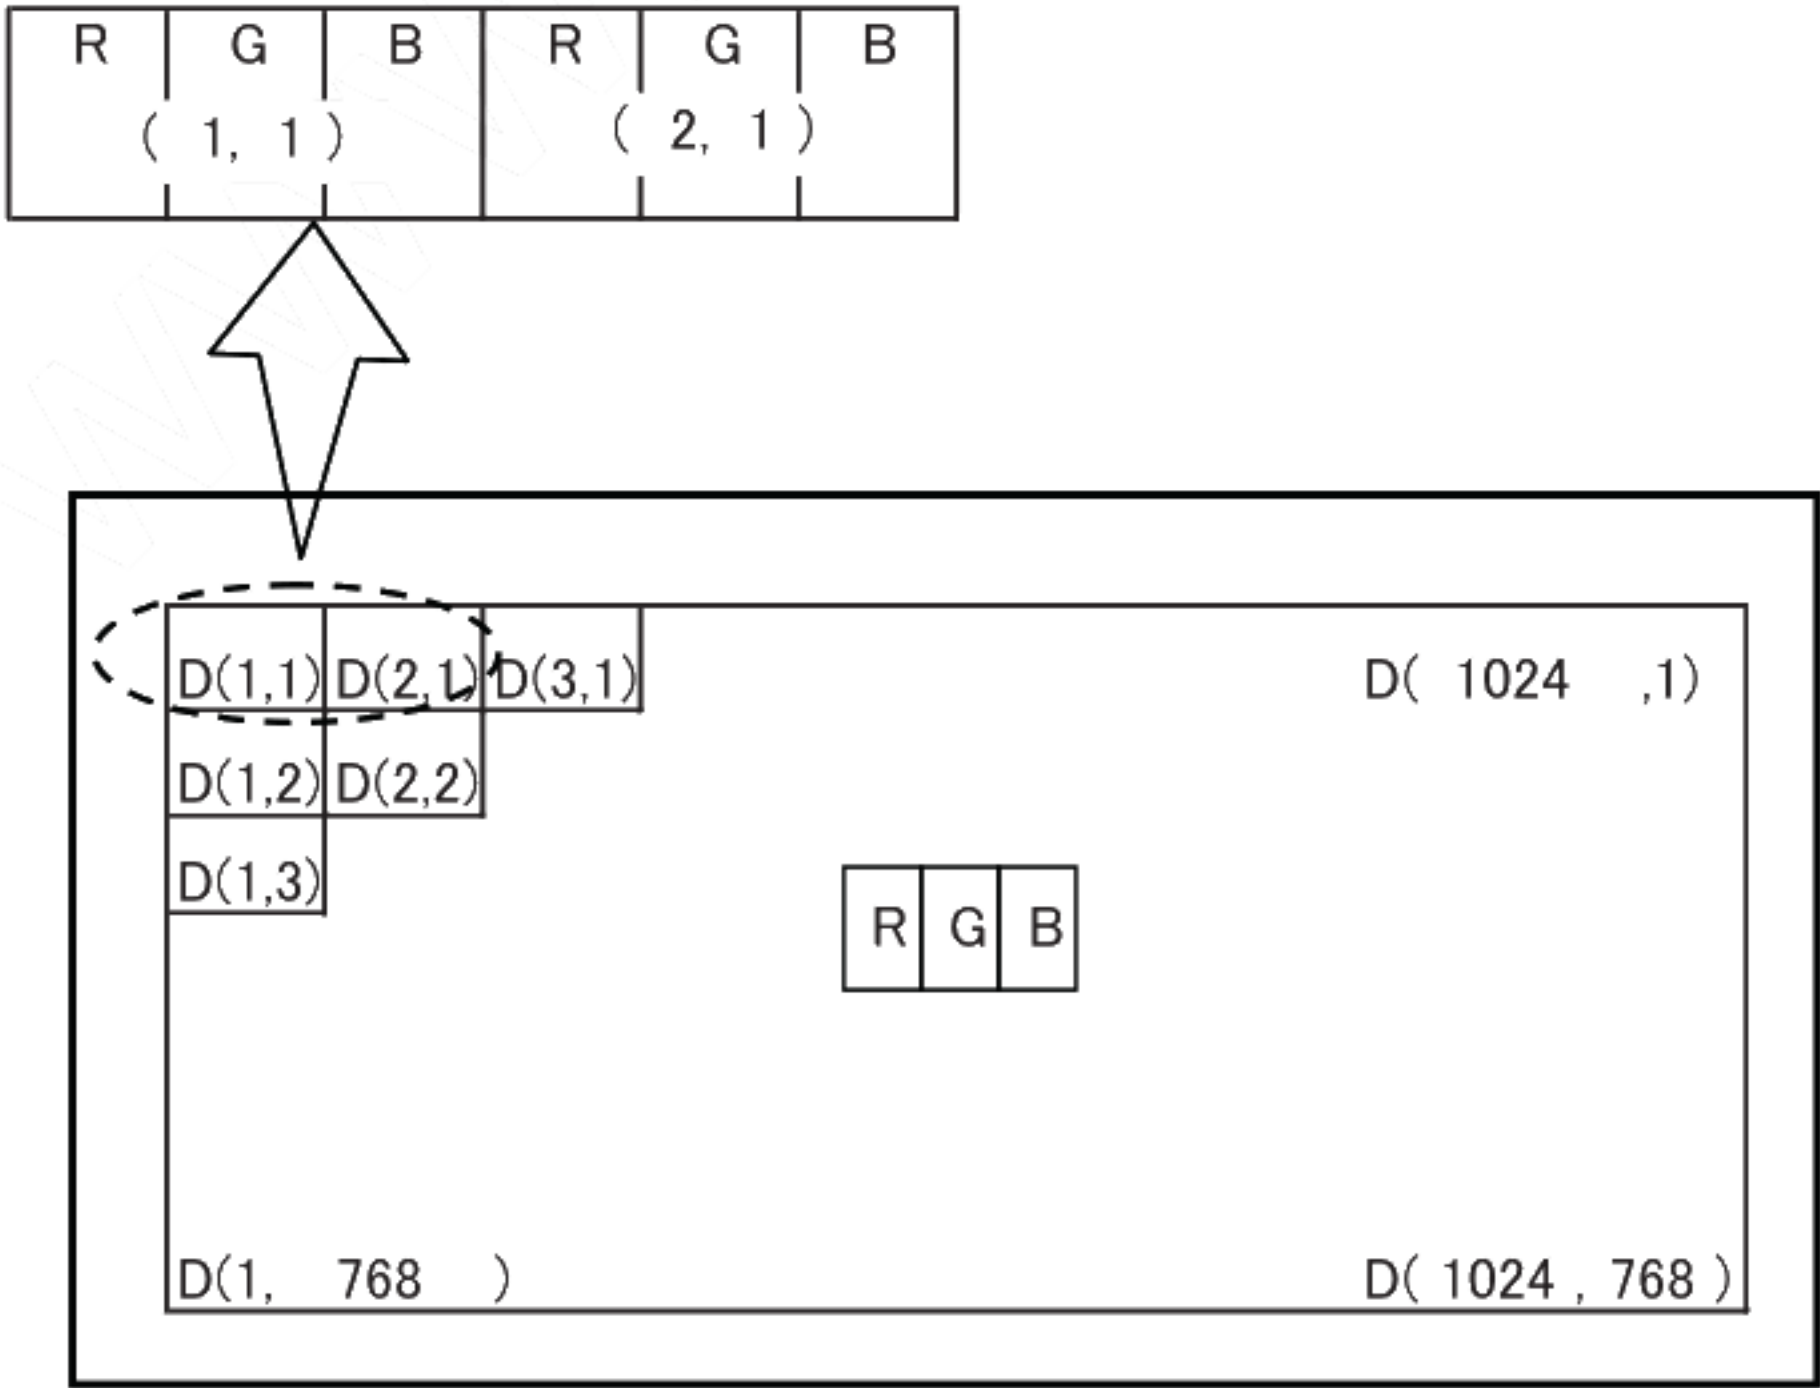 R G B R G B
( 1, 1 ) ( 2, 1 )
D(1,1) D(2,1) D(3,1) D( 1024 ,1)
D(1,2) D(2,2)
D(1,3)
R G B
D(1, 768 ) D( 1024 , 768 )